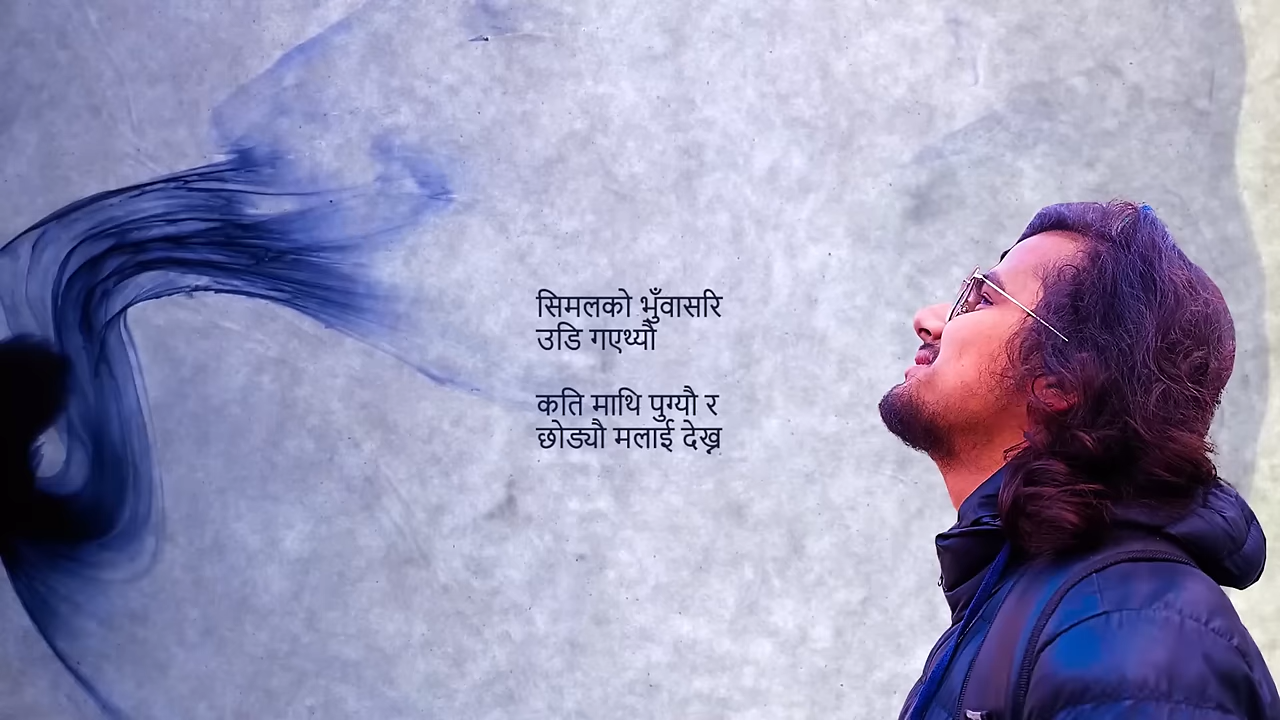 सिमलको भुँवासरि
उडि गएथ्यौ
कति माथि पुग्यौ र
छोड्यौ मलाई देख्न